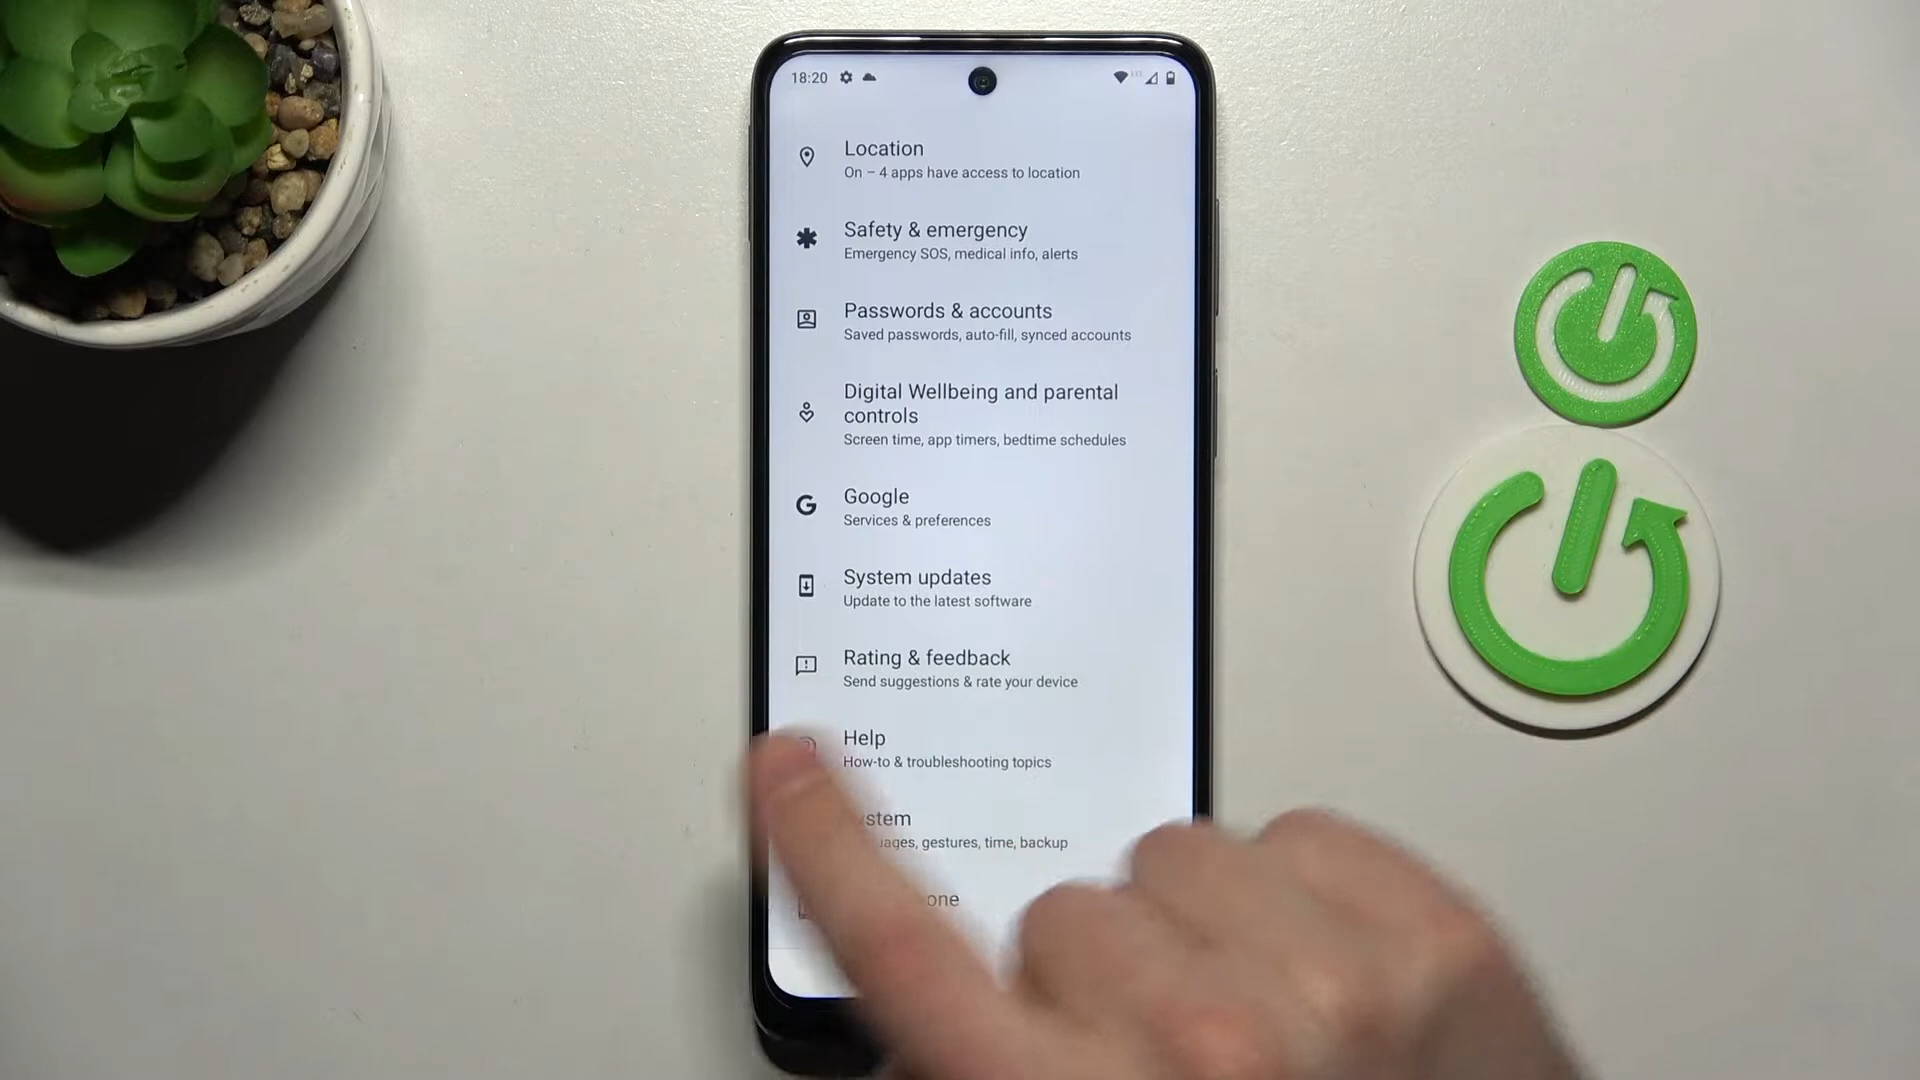 18:20
Location
On – 4 apps have access to location
Safety & emergency
Emergency SOS, medical info, alerts
Passwords & accounts
Saved passwords, auto-fill, synced accounts
Digital Wellbeing and parental
controls
Screen time, app timers, bedtime schedules
Google
Services & preferences
System updates
Update to the latest software
Rating & feedback
Send suggestions & rate your device
Help
How-to & troubleshooting topics
ystem
uages, gestures, time, backup
one